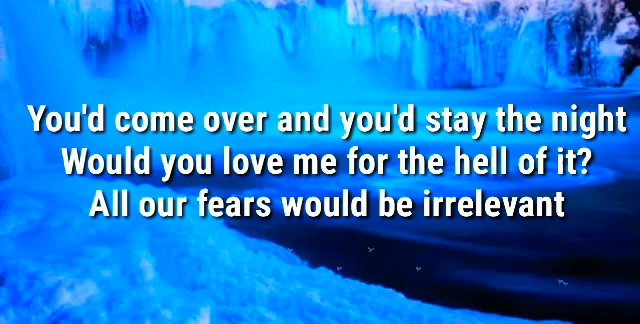 You'd come over and you'd stay the night
Would you love me for the hell of it?
All our fears would be irrelevant